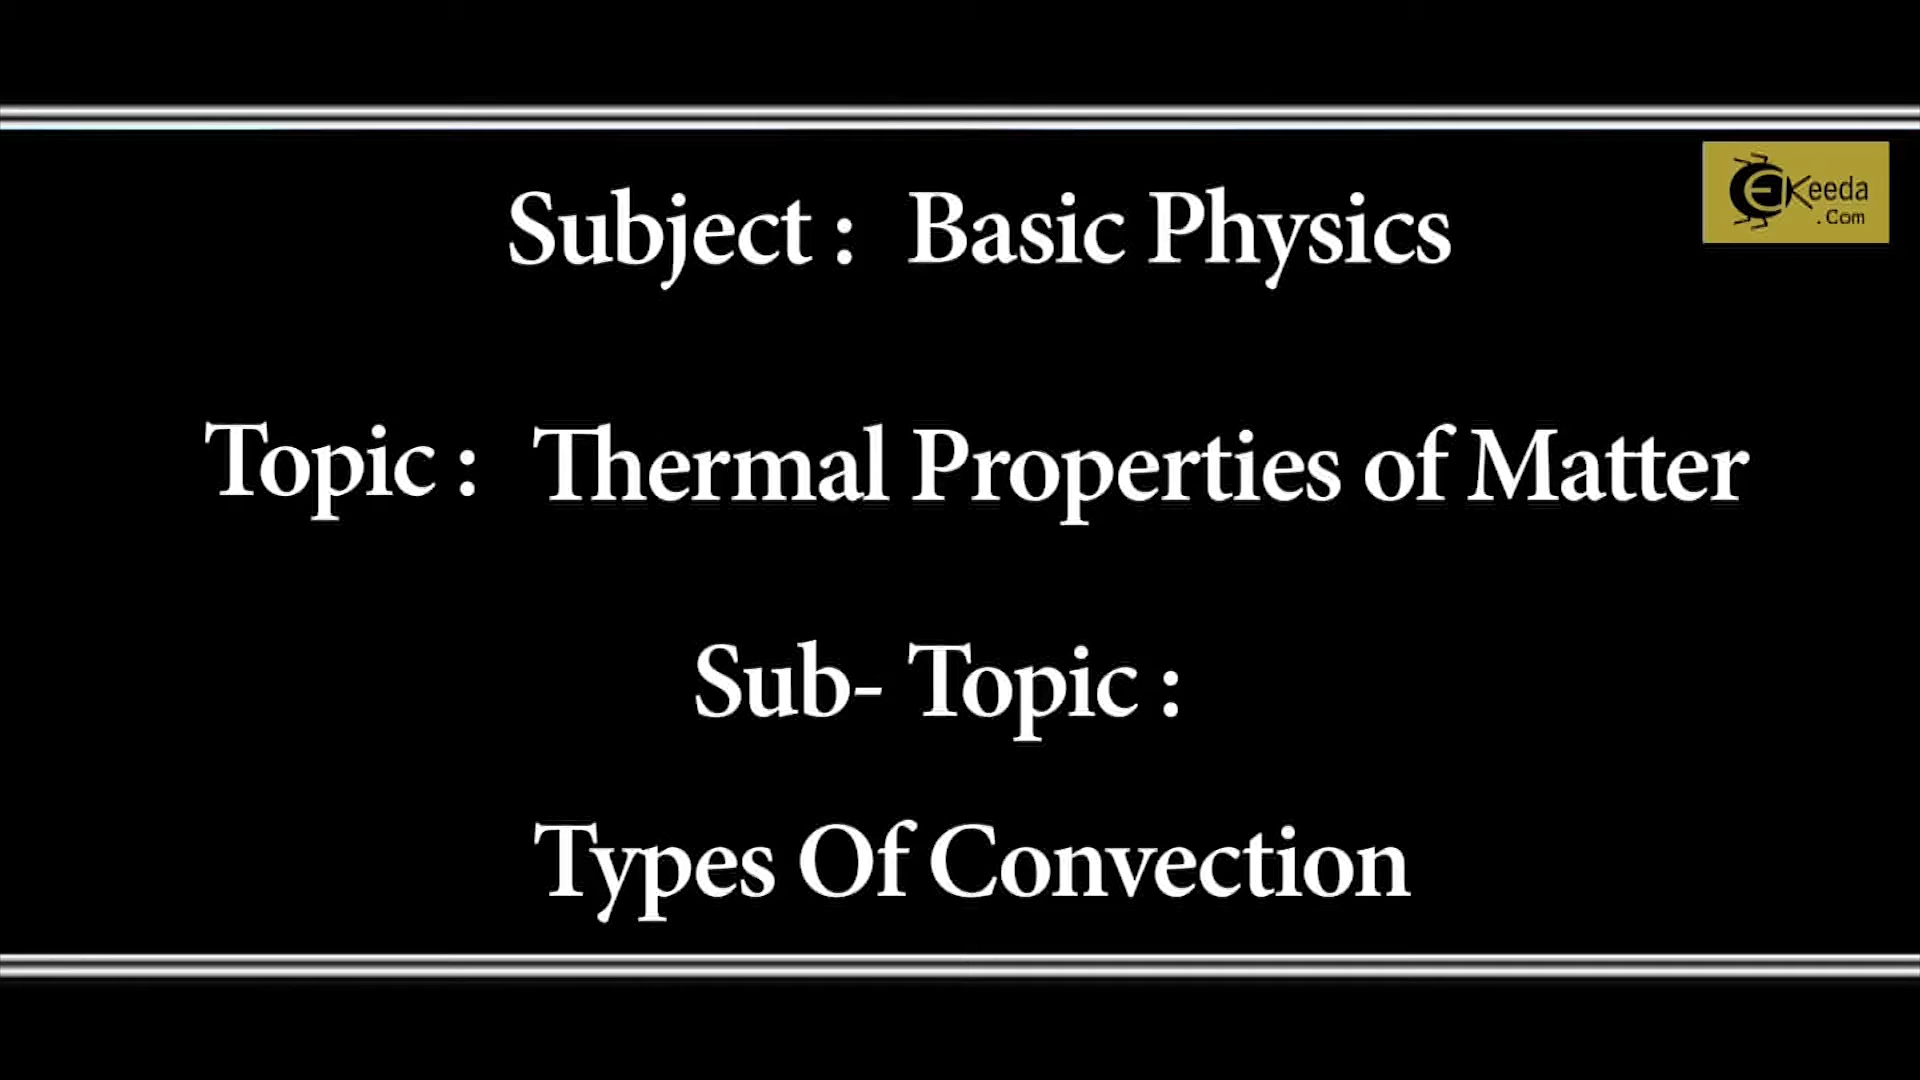 Subject : Basic Physics
EKeeda
.Com
Topic : Thermal Properties of Matter
Sub- Topic :
Types Of Convection